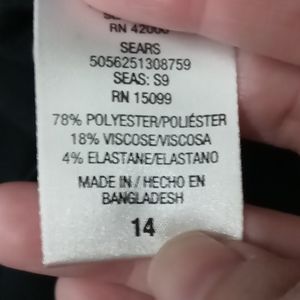 RN 42000
SEARS
5056251308759
SEAS: S9
RN 15099
78% POLYESTER/POLIÉSTER
18% VISCOSE/VISCOSA
4% ELASTANE/ELASTANO
MADE IN / HECHO EN
BANGLADESH
14